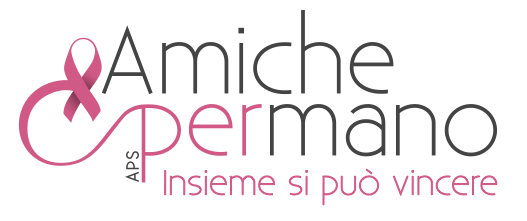 Amiche
permano
APS
Insieme si può vincere